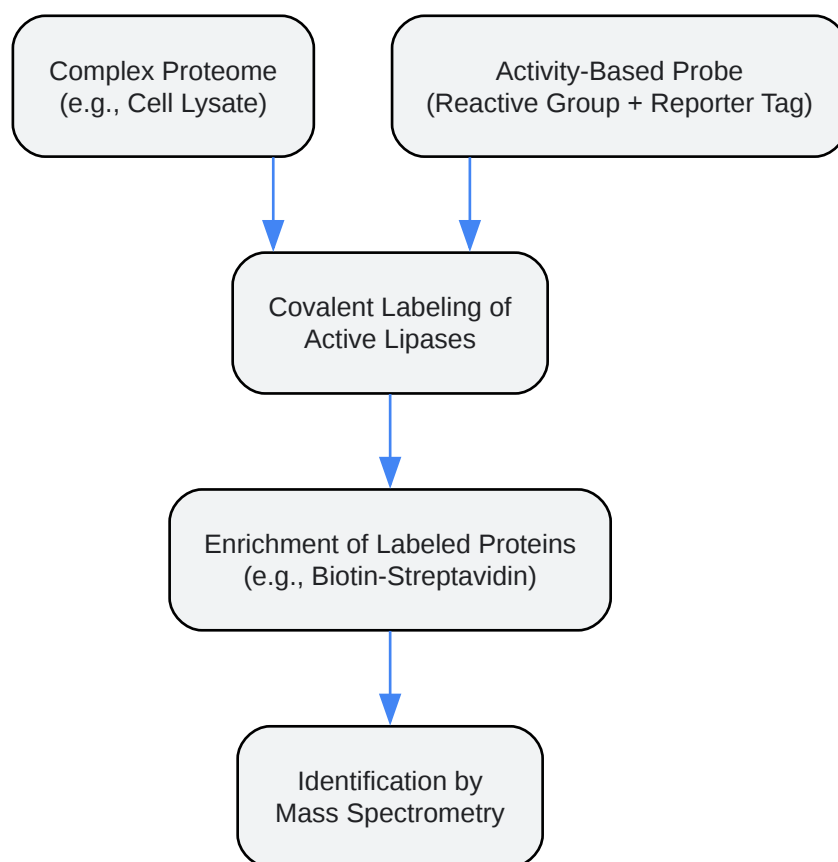 Complex Proteome
(e.g., Cell Lysate)
Activity-Based Probe
(Reactive Group + Reporter Tag)
Covalent Labeling of
Active Lipases
Enrichment of Labeled Proteins
(e.g., Biotin-Streptavidin)
Identification by
Mass Spectrometry